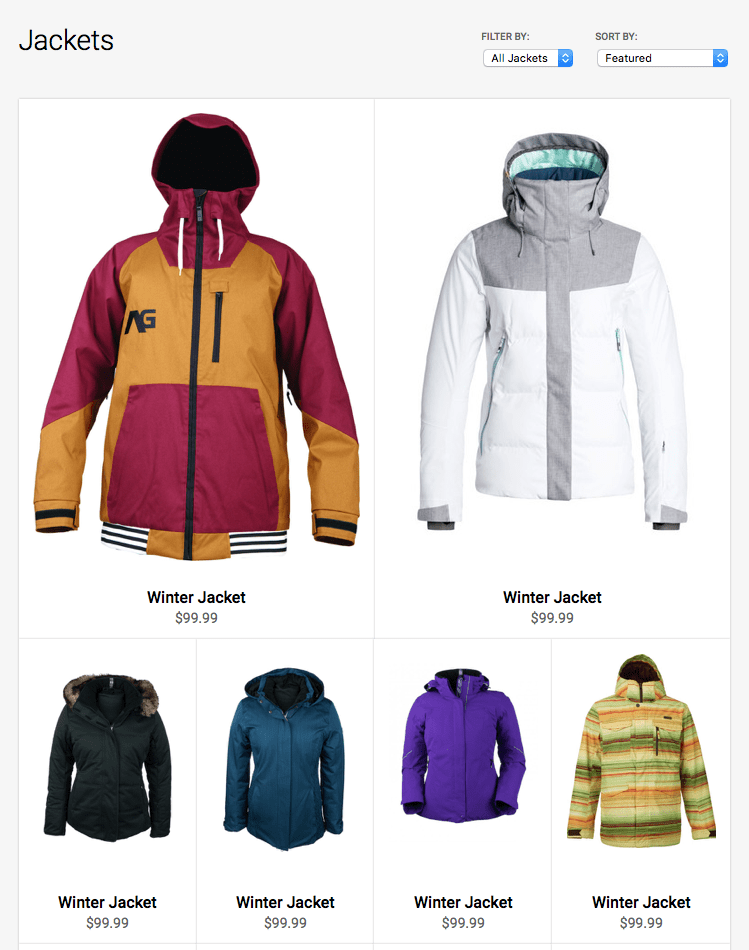 Jackets
FILTER BY:
SORT BY:
All Jackets
Featured
AG
Winter Jacket
$99.99
Winter Jacket
$99.99
Winter Jacket
$99.99
Winter Jacket
$99.99
Winter Jacket
$99.99
Winter Jacket
$99.99